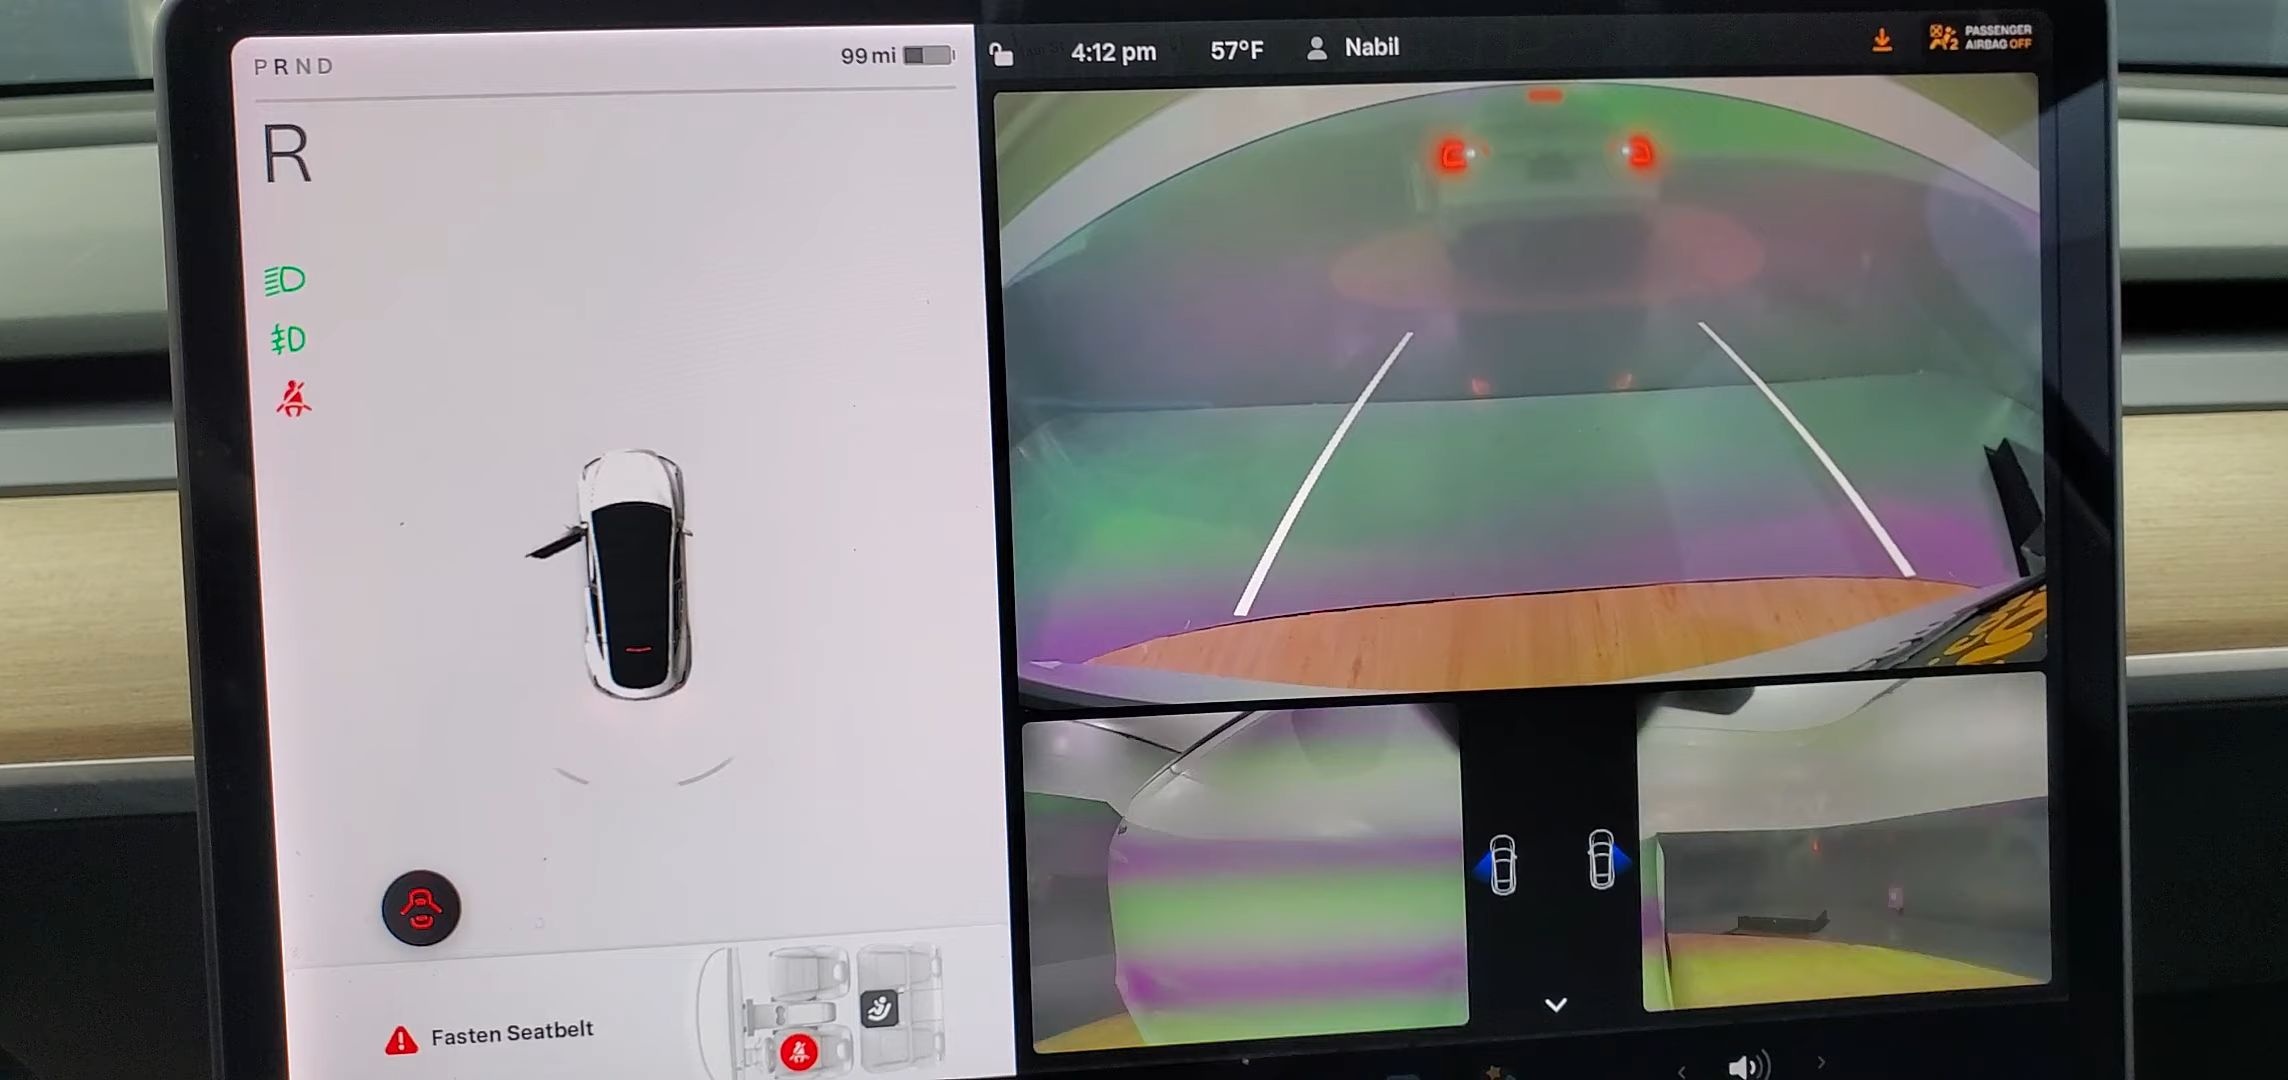 PRND
99 mi
R
Fasten Seatbelt
4:12 pm
57°F
Nabil
PASSENGER
AIRBAG OFF